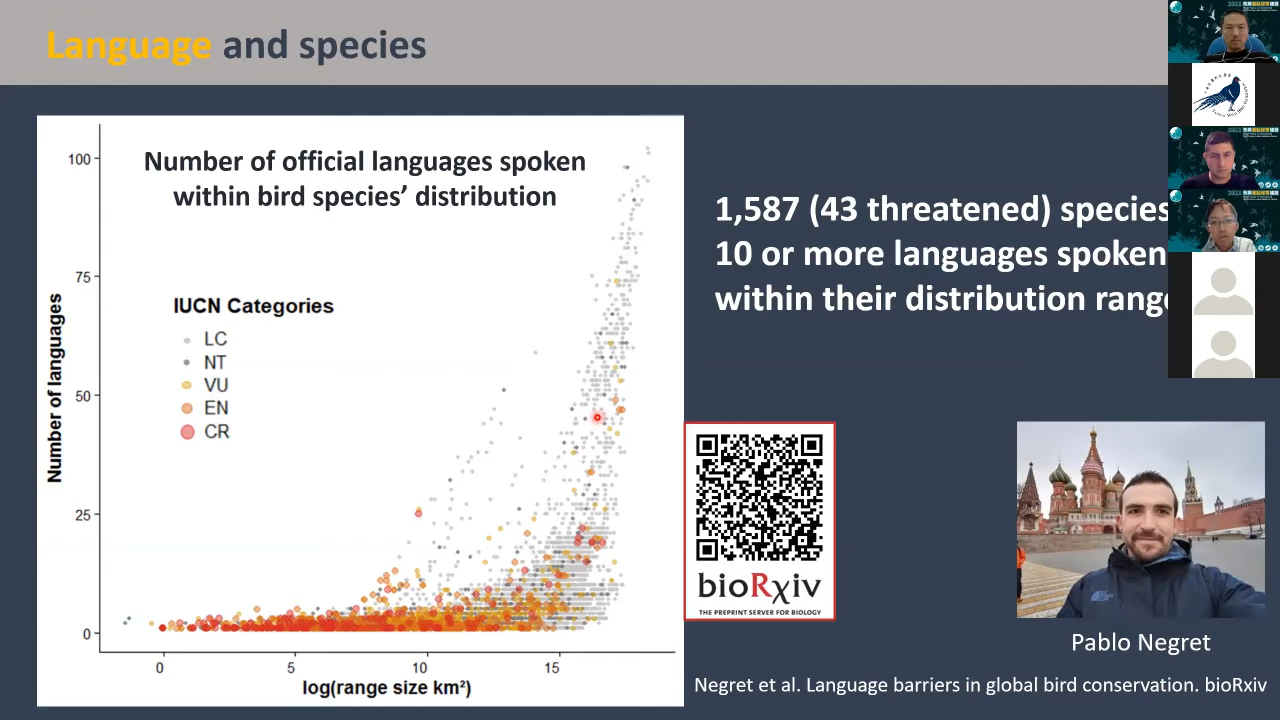 Language and species
Number of official languages spoken
within bird species' distribution
100
75
50
25
0
Number of languages
IUCN Categories
LC
NT
VU
EN
CR
0
5
10
15
log(range size km²)
1,587 (43 threatened) species
10 or more languages spoken
within their distribution range
bioRxiv
THE PREPRINT SERVER FOR BIOLOGY
Pablo Negret
Negret et al. Language barriers in global bird conservation. bioRxiv